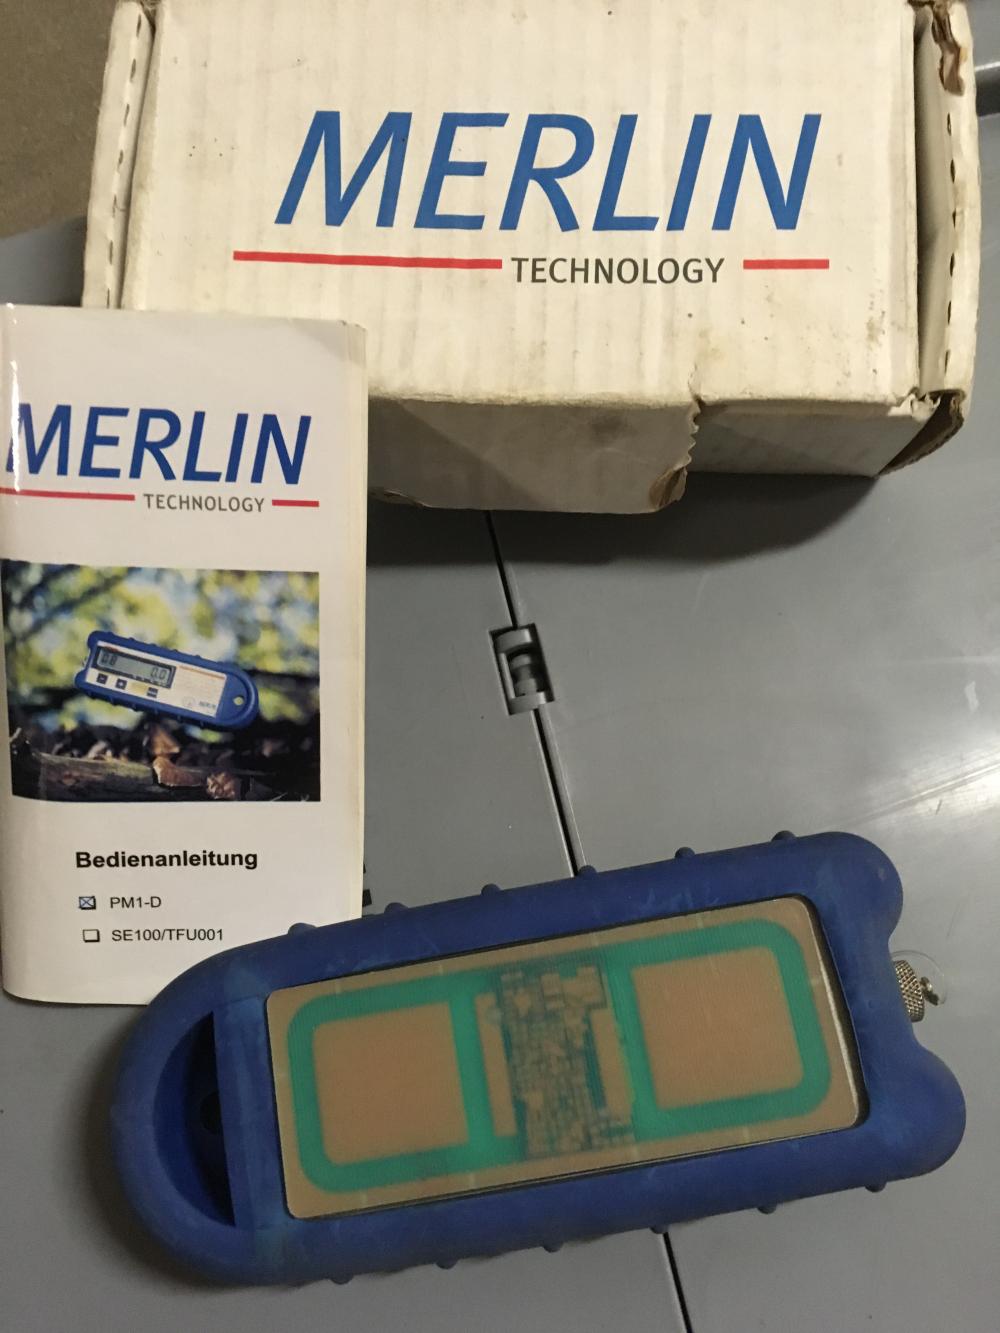 MERLIN
TECHNOLOGY
MERLIN
TECHNOLOGY
Bedienanleitung
☒ PM1-D
☐ SE100/TFU001